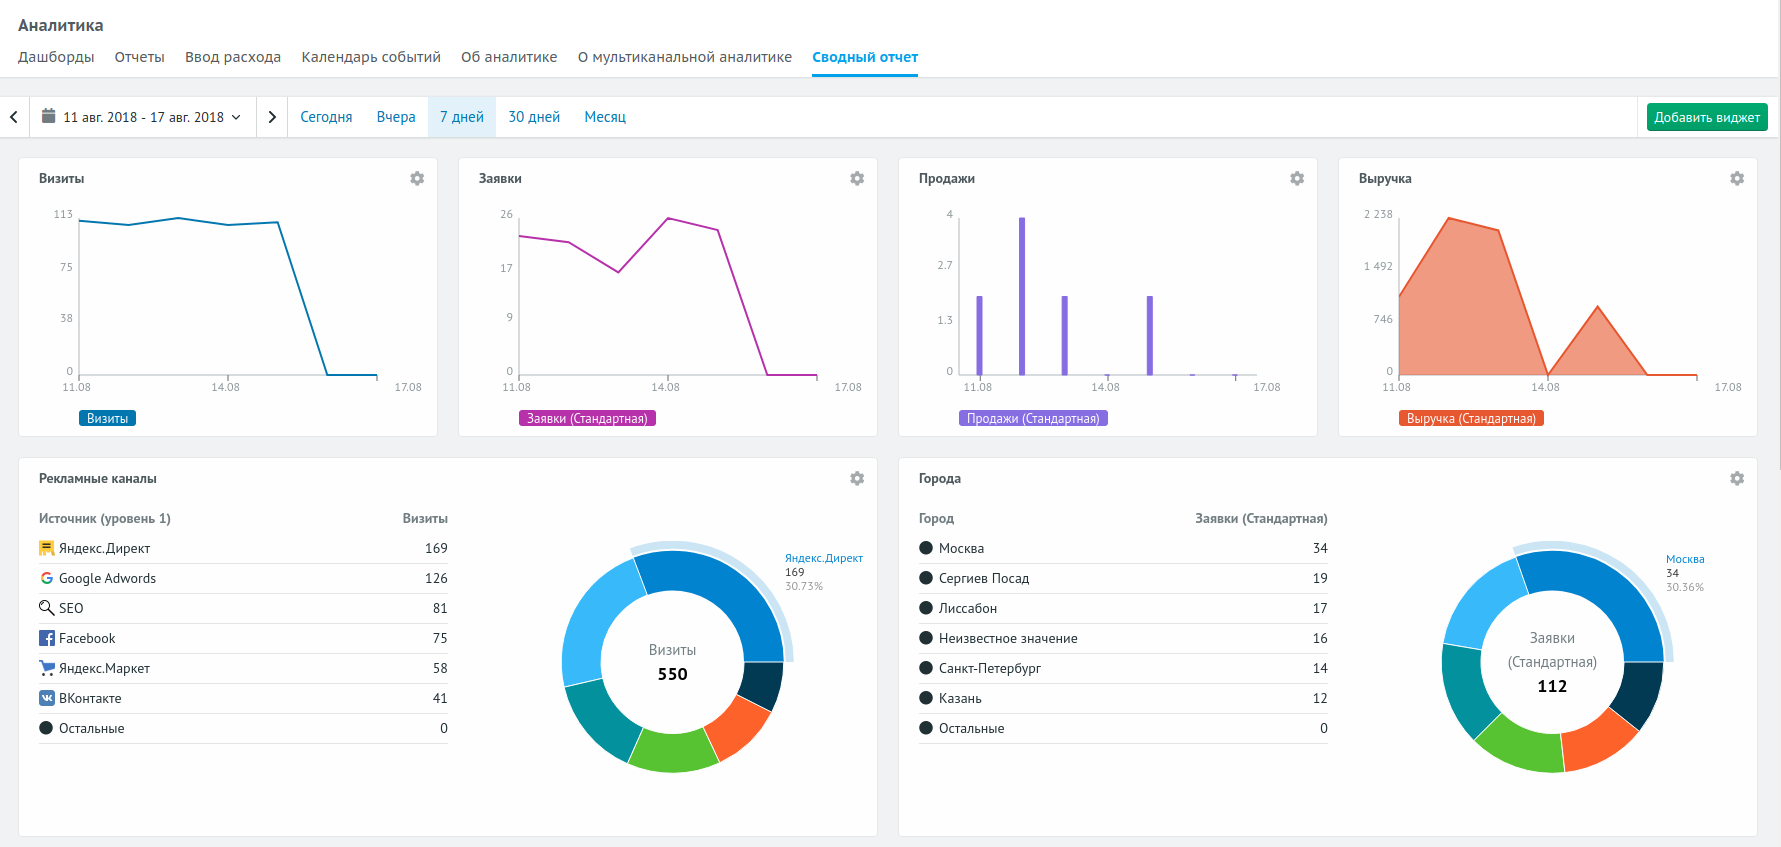 Аналитика
Дашборды Отчеты Ввод расхода Календарь событий Об аналитике О мультиканальной аналитике Сводный отчет
11 авг. 2018 - 17 авг. 2018 Сегодня Вчера 7 дней 30 дней Месяц Добавить виджет
Визиты
113
75
38
0
11.08 14.08 17.08
Визиты
Заявки
26
17
9
0
11.08 14.08 17.08
Заявки (Стандартная)
Продажи
4
2.7
1.3
0
11.08 14.08 17.08
Продажи (Стандартная)
Выручка
2 238
1 492
746
0
11.08 14.08 17.08
Выручка (Стандартная)
Рекламные каналы
Источник (уровень 1) Визиты
Яндекс.Директ 169
Google Adwords 126
SEO 81
Facebook 75
Яндекс.Маркет 58
ВКонтакте 41
Остальные 0
Яндекс.Директ
169
30.73%
Визиты
550
Города
Город Заявки (Стандартная)
Москва 34
Сергиев Посад 19
Лиссабон 17
Неизвестное значение 16
Санкт-Петербург 14
Казань 12
Остальные 0
Москва
34
30.36%
Заявки
(Стандартная)
112